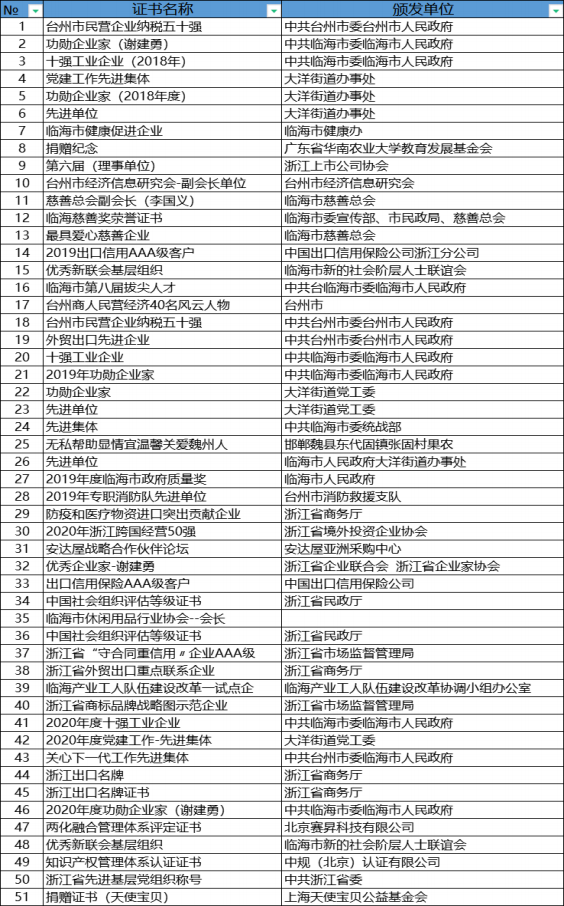 № 证书名称 颁发单位
1 台州市民营企业纳税五十强 中共台州市委台州市人民政府
2 功勋企业家（谢建勇） 中共临海市委临海市人民政府
3 十强工业企业（2018年） 中共临海市委临海市人民政府
4 党建工作先进集体 大洋街道办事处
5 功勋企业家（2018年度） 大洋街道办事处
6 先进单位 大洋街道办事处
7 临海市健康促进企业 临海市健康办
8 捐赠纪念 广东省华南农业大学教育发展基金会
9 第六届（理事单位） 浙江上市公司协会
10 台州市经济信息研究会-副会长单位 台州市经济信息研究会
11 慈善总会副会长（李国义） 临海市慈善总会
12 临海慈善奖荣誉证书 临海市委宣传部、市民政局、慈善总会
13 最具爱心慈善企业 临海市慈善总会
14 2019出口信用AAA级客户 中国出口信用保险公司浙江分公司
15 优秀新联会基层组织 临海市新的社会阶层人士联谊会
16 临海市第八届拔尖人才 中共台临海市委临海市人民政府
17 台州商人民营经济40名风云人物 台州市
18 台州市民营企业纳税五十强 中共台州市委台州市人民政府
19 外贸出口先进企业 中共台州市委台州市人民政府
20 十强工业企业 中共临海市委临海市人民政府
21 2019年功勋企业家 中共临海市委临海市人民政府
22 功勋企业家 大洋街道党工委
23 先进单位 大洋街道党工委
24 先进集体 中共临海市委统战部
25 无私帮助显情宜温馨关爱魏州人 邯郸魏县东代固镇张固村果农
26 先进单位 临海市人民政府大洋街道办事处
27 2019年度临海市政府质量奖 临海市人民政府
28 2019年专职消防队先进单位 台州市消防救援支队
29 防疫和医疗物资进口突出贡献企业 浙江省商务厅
30 2020年浙江跨国经营50强 浙江省境外投资企业协会
31 安达屋战略合作伙伴论坛 安达屋亚洲采购中心
32 优秀企业家-谢建勇 浙江省企业联合会 浙江省企业家协会
33 出口信用保险AAA级客户 中国出口信用保险公司
34 中国社会组织评估等级证书 浙江省民政厅
35 临海市休闲用品行业协会--会长
36 中国社会组织评估等级证书 浙江省民政厅
37 浙江省“守合同重信用〃企业AAA级 浙江省市场监督管理局
38 浙江省外贸出口重点联系企业 浙江省商务厅
39 临海产业工人队伍建设改革一试点企 临海产业工人队伍建设改革协调小组办公室
40 浙江省商标品牌战略图示范企业 浙江省市场监督管理局
41 2020年度十强工业企业 中共临海市委临海市人民政府
42 2020年度党建工作-先进集体 大洋街道党工委
43 关心下一代工作先进集体 中共台州市委临海市人民政府
44 浙江出口名牌 浙江省商务厅
45 浙江出口名牌证书 浙江省商务厅
46 2020年度功勋企业家（谢建勇） 中共临海市委临海市人民政府
47 两化融合管理体系评定证书 北京赛昇科技有限公司
48 优秀新联会基层组织 临海市新的社会阶层人士联谊会
49 知识产权管理体系认证证书 中规（北京）认证有限公司
50 浙江省先进基层党组织称号 中共浙江省委
51 捐赠证书（天使宝贝） 上海天使宝贝公益基金会